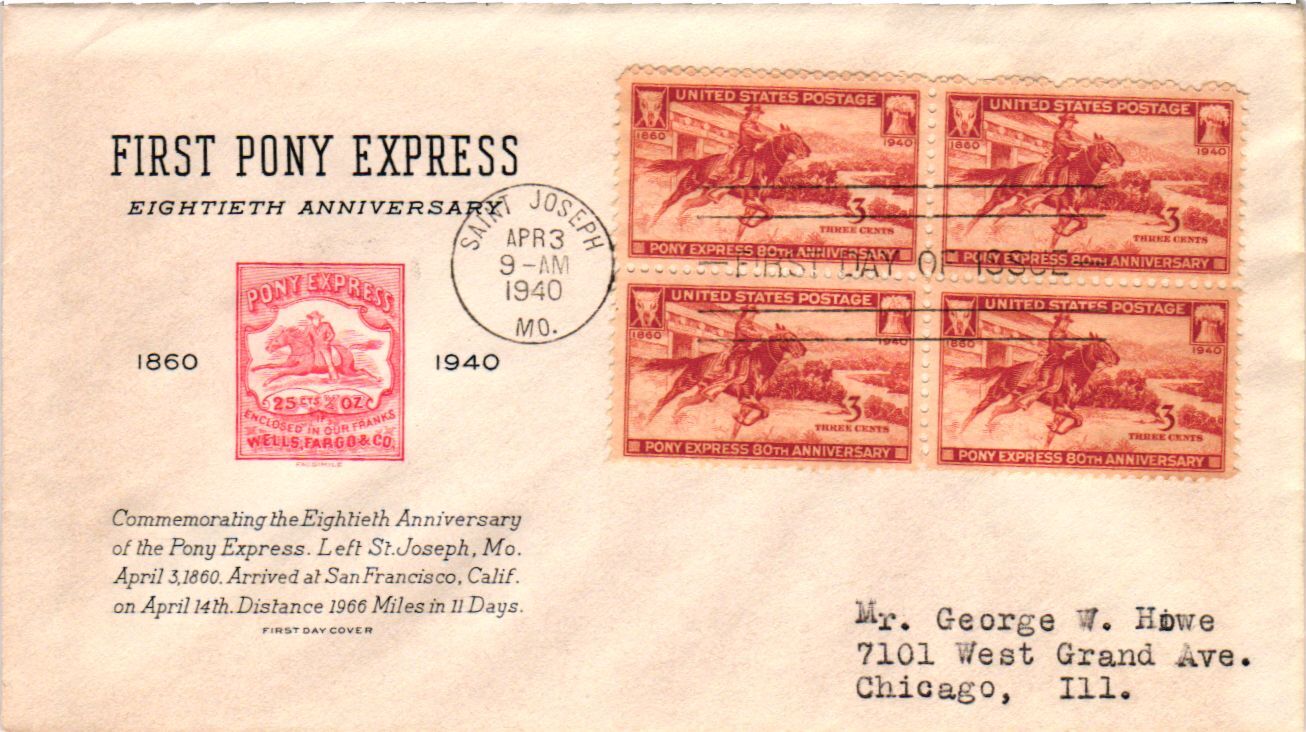 FIRST PONY EXPRESS
EIGHTIETH ANNIVERSARY
PONY EXPRESS
1860
1940
25 CTS
OZ.
ENCLOSED IN OUR FRANKS
WELLS, FARGO & CO.
FACSIMILE
Commemorating the Eightieth Anniversary
of the Pony Express. Left St. Joseph, Mo.
April 3, 1860. Arrived at San Francisco, Calif.
on April 14th. Distance 1966 Miles in 11 Days.
FIRST DAY COVER
SAINT JOSEPH
APR 3
9-AM
1940
MO.
FIRST DAY OF ISSUE
UNITED STATES POSTAGE
1860
1940
3
THREE CENTS
PONY EXPRESS 80TH ANNIVERSARY
UNITED STATES POSTAGE
1860
1940
3
THREE CENTS
PONY EXPRESS 80TH ANNIVERSARY
UNITED STATES POSTAGE
1860
1940
3
THREE CENTS
PONY EXPRESS 80TH ANNIVERSARY
UNITED STATES POSTAGE
1860
1940
3
THREE CENTS
PONY EXPRESS 80TH ANNIVERSARY
Mr. George W. Howe
7101 West Grand Ave.
Chicago, Ill.